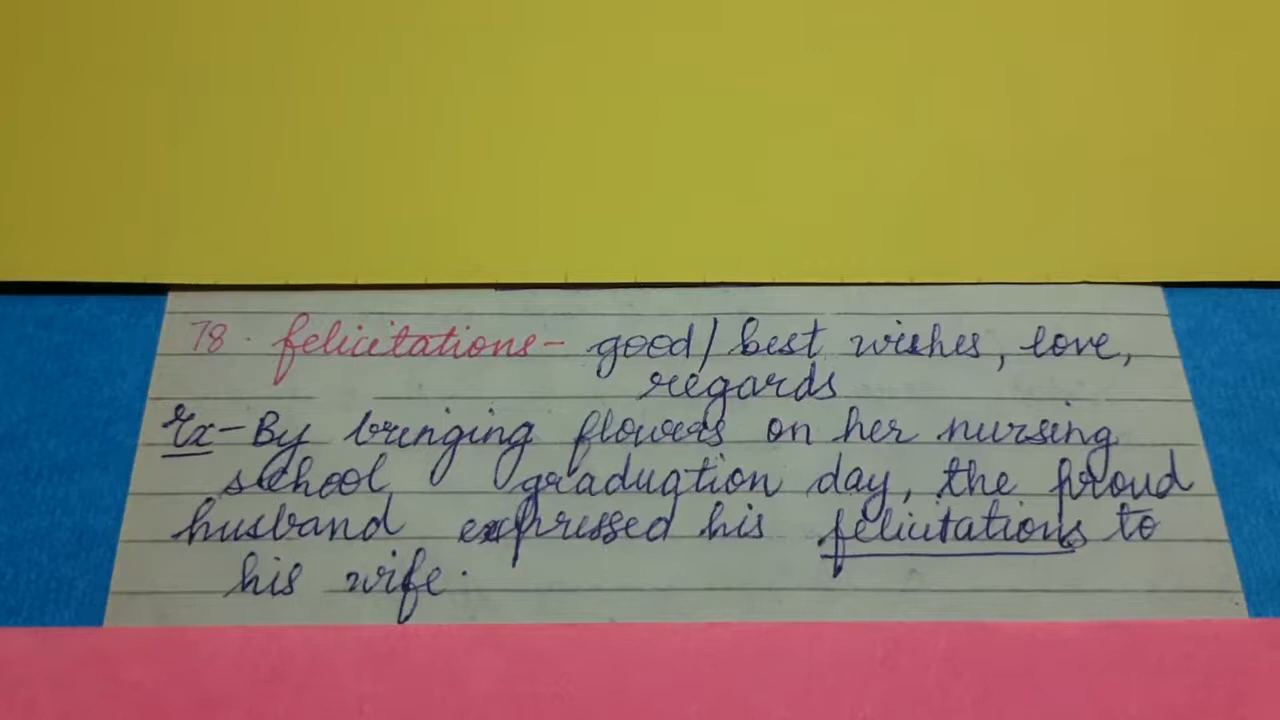 78. felicitations - good/best wishes, love,
regards
Ex - By bringing flowers on her nursing
school graduation day, the proud
husband expressed his felicitations to
his wife.